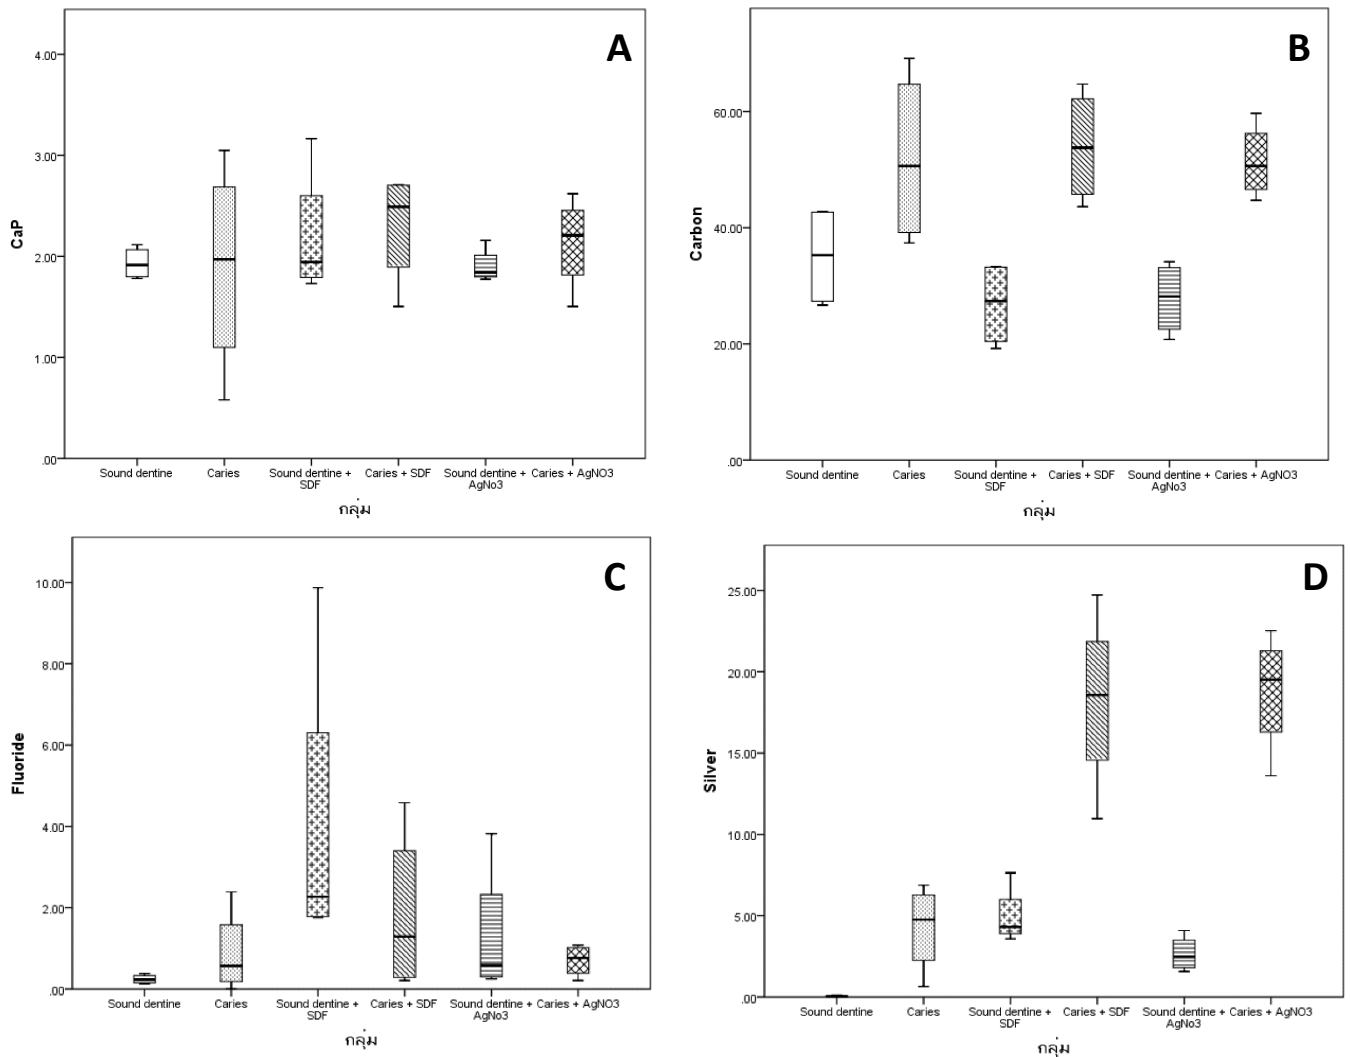 A
4.00
3.00
2.00
1.00
.00
CaP
Sound dentine
Caries
Sound dentine +
SDF
Caries + SDF
Sound dentine +
AgNo3
Caries + AgNO3
กลุ่ม
B
60.00
40.00
20.00
.00
Carbon
Sound dentine
Caries
Sound dentine +
SDF
Caries + SDF
Sound dentine +
AgNo3
Caries + AgNO3
กลุ่ม
C
10.00
8.00
6.00
4.00
2.00
.00
Fluoride
Sound dentine
Caries
Sound dentine +
SDF
Caries + SDF
Sound dentine +
AgNo3
Caries + AgNO3
กลุ่ม
D
25.00
20.00
15.00
10.00
5.00
.00
Silver
Sound dentine
Caries
Sound dentine +
SDF
Caries + SDF
Sound dentine +
AgNo3
Caries + AgNO3
กลุ่ม